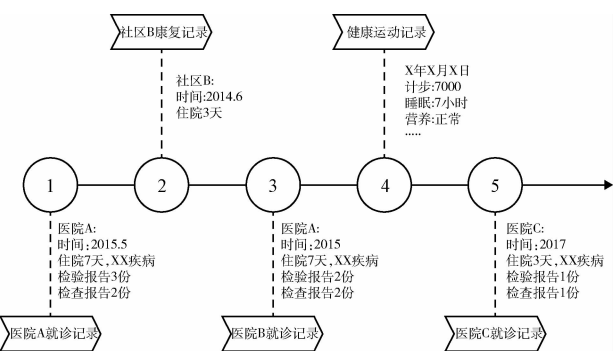 社区B康复记录
健康运动记录
社区B:
时间:2014.6
住院3天
X年X月X日
计步:7000
睡眠:7小时
营养:正常
.....
1
2
3
4
5
医院A:
时间:2015.5
住院7天,XX疾病
检验报告3份
检查报告2份
医院A:
时间:2015
住院7天,XX疾病
检验报告2份
检查报告2份
医院C:
时间:2017
住院3天,XX疾病
检验报告1份
检查报告1份
医院A就诊记录
医院B就诊记录
医院C就诊记录